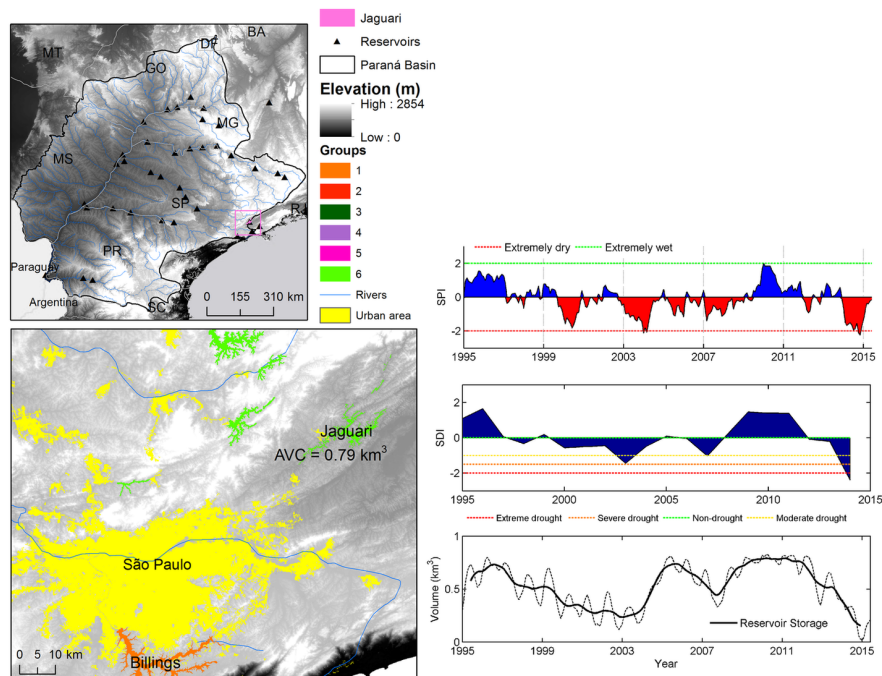 BA
DF
MT
GO
MG
MS
SP
PR
Paraguay
Argentina
SC
0 155 310 km
Jaguari
Reservoirs
Paraná Basin
Elevation (m)
High : 2854
Low : 0
Groups
1
2
3
4
5
6
Rivers
Urban area
Jaguari
AVC = 0.79 km³
São Paulo
Billings
0 5 10 km
Extremely dry
Extremely wet
SPI
2
0
-2
1995 1999 2003 2007 2011 2015
SDI
2
0
-2
1995 2000 2005 2010 2015
Extreme drought Severe drought Non-drought Moderate drought
Volume (km³)
1
0.5
0
Reservoir Storage
1995 1999 2003 2007 2011 2015
Year